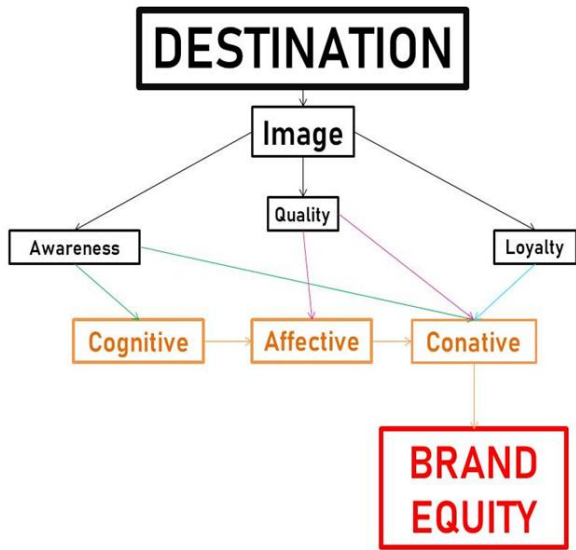 DESTINATION
Image
Quality
Awareness
Loyalty
Cognitive
Affective
Conative
BRAND
EQUITY